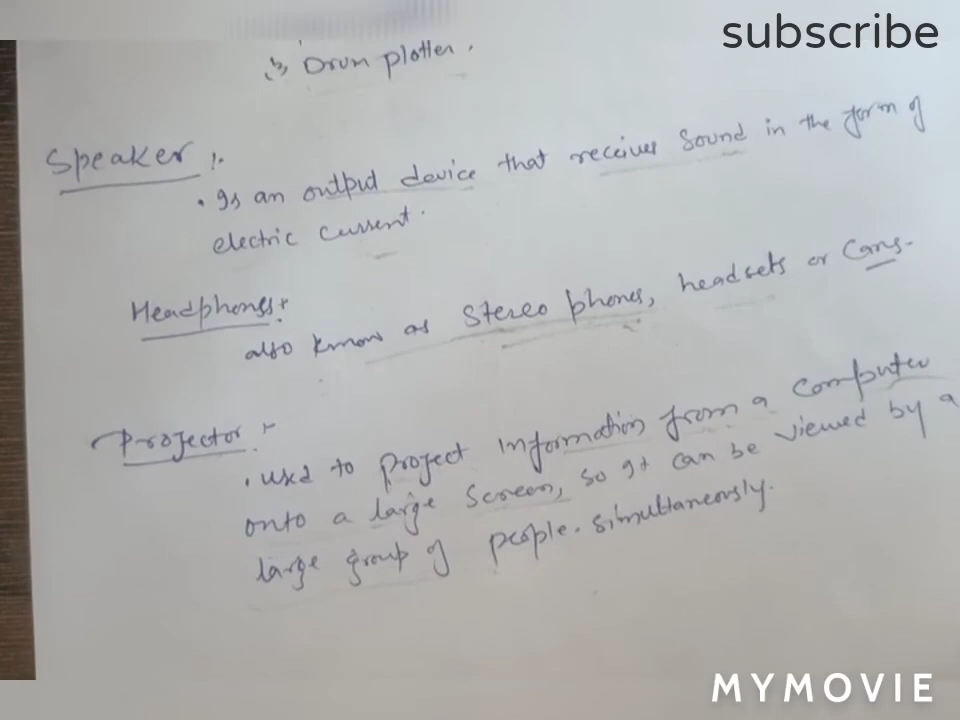 subscribe
Drum plotter.
Speaker :-
• Is an output device that receives Sound in the form of
electric current.
Headphones :-
also known as Stereo phones, headsets or Cans.
Projector :-
. used to project Information from a Computer
onto a large Screen, so It can be viewed by a
large group of people. simultaneously.
MYMOVIE